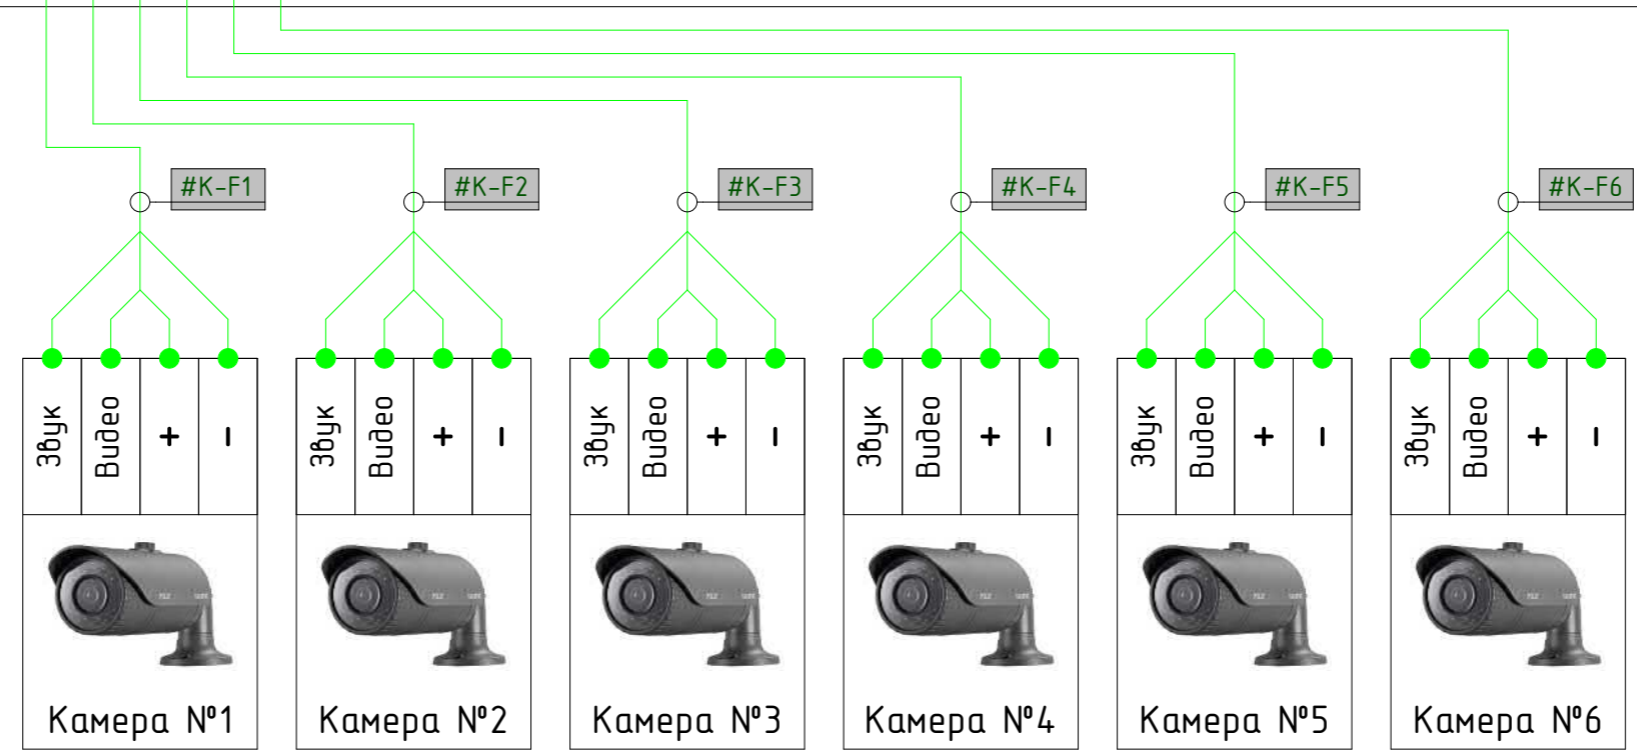 #K-F1 #K-F2 #K-F3 #K-F4 #K-F5 #K-F6
Звук Видео + - Звук Видео + - Звук Видео + - Звук Видео + - Звук Видео + - Звук Видео + -
Камера №1 Камера №2 Камера №3 Камера №4 Камера №5 Камера №6